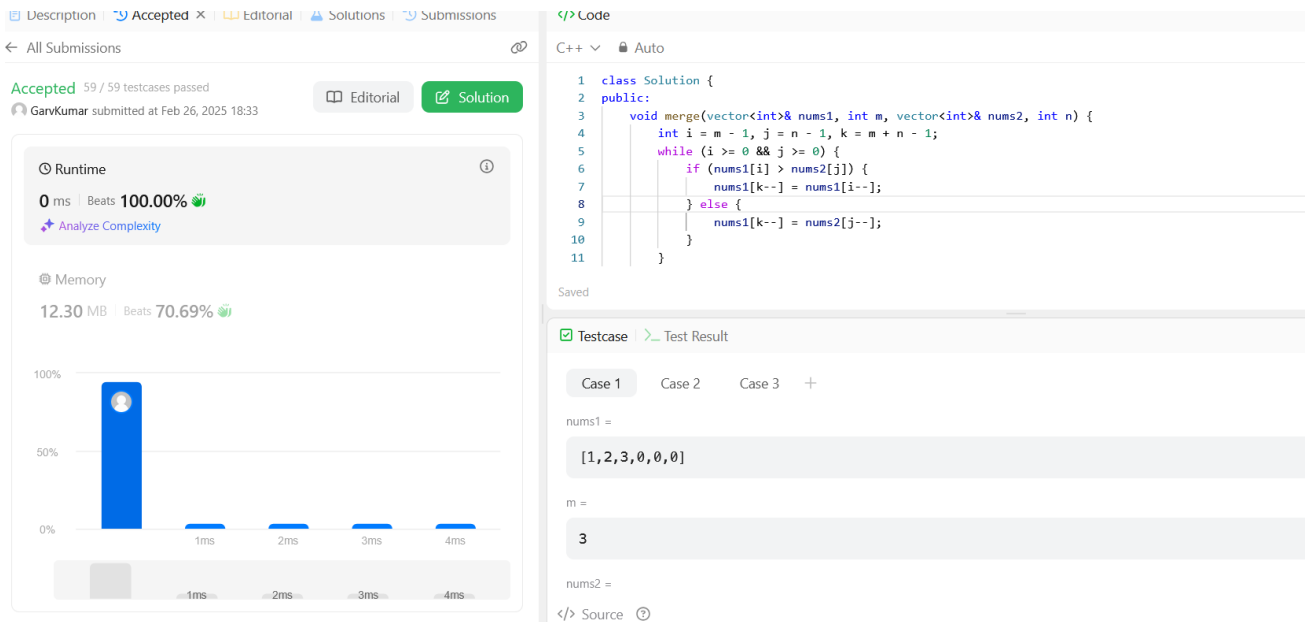 Description
Accepted ×
Editorial
Solutions
Submissions
← All Submissions
Accepted 59 / 59 testcases passed
GarvKumar submitted at Feb 26, 2025 18:33
Editorial
Solution
Runtime
0 ms Beats 100.00%
Analyze Complexity
Memory
12.30 MB Beats 70.69%
100%
50%
0%
1ms 2ms 3ms 4ms
1ms 2ms 3ms 4ms
</> Code
C++ Auto
1 class Solution {
2 public:
3 void merge(vector<int>& nums1, int m, vector<int>& nums2, int n) {
4 int i = m - 1, j = n - 1, k = m + n - 1;
5 while (i >= 0 && j >= 0) {
6 if (nums1[i] > nums2[j]) {
7 nums1[k--] = nums1[i--];
8 } else {
9 nums1[k--] = nums2[j--];
10 }
11 }
Saved
Testcase
>_ Test Result
Case 1 Case 2 Case 3 +
nums1 =
[1,2,3,0,0,0]
m =
3
nums2 =
</> Source ?